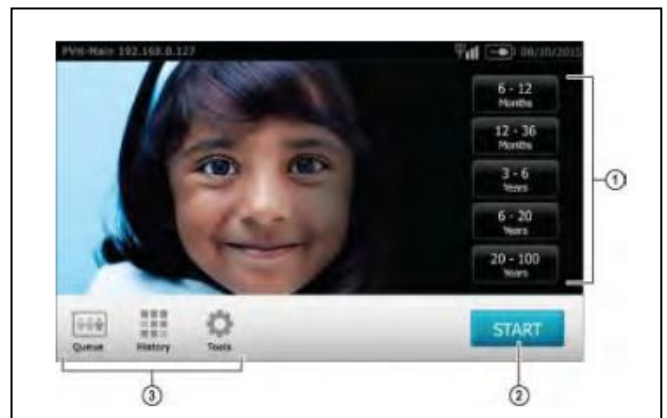 PVH-Main 192.168.0.127 08/10/2015
6 - 12
Months
12 - 36
Months
3 - 6
Years
6 - 20
Years
20 - 100
Years
1
Queue History Tools
START
3 2